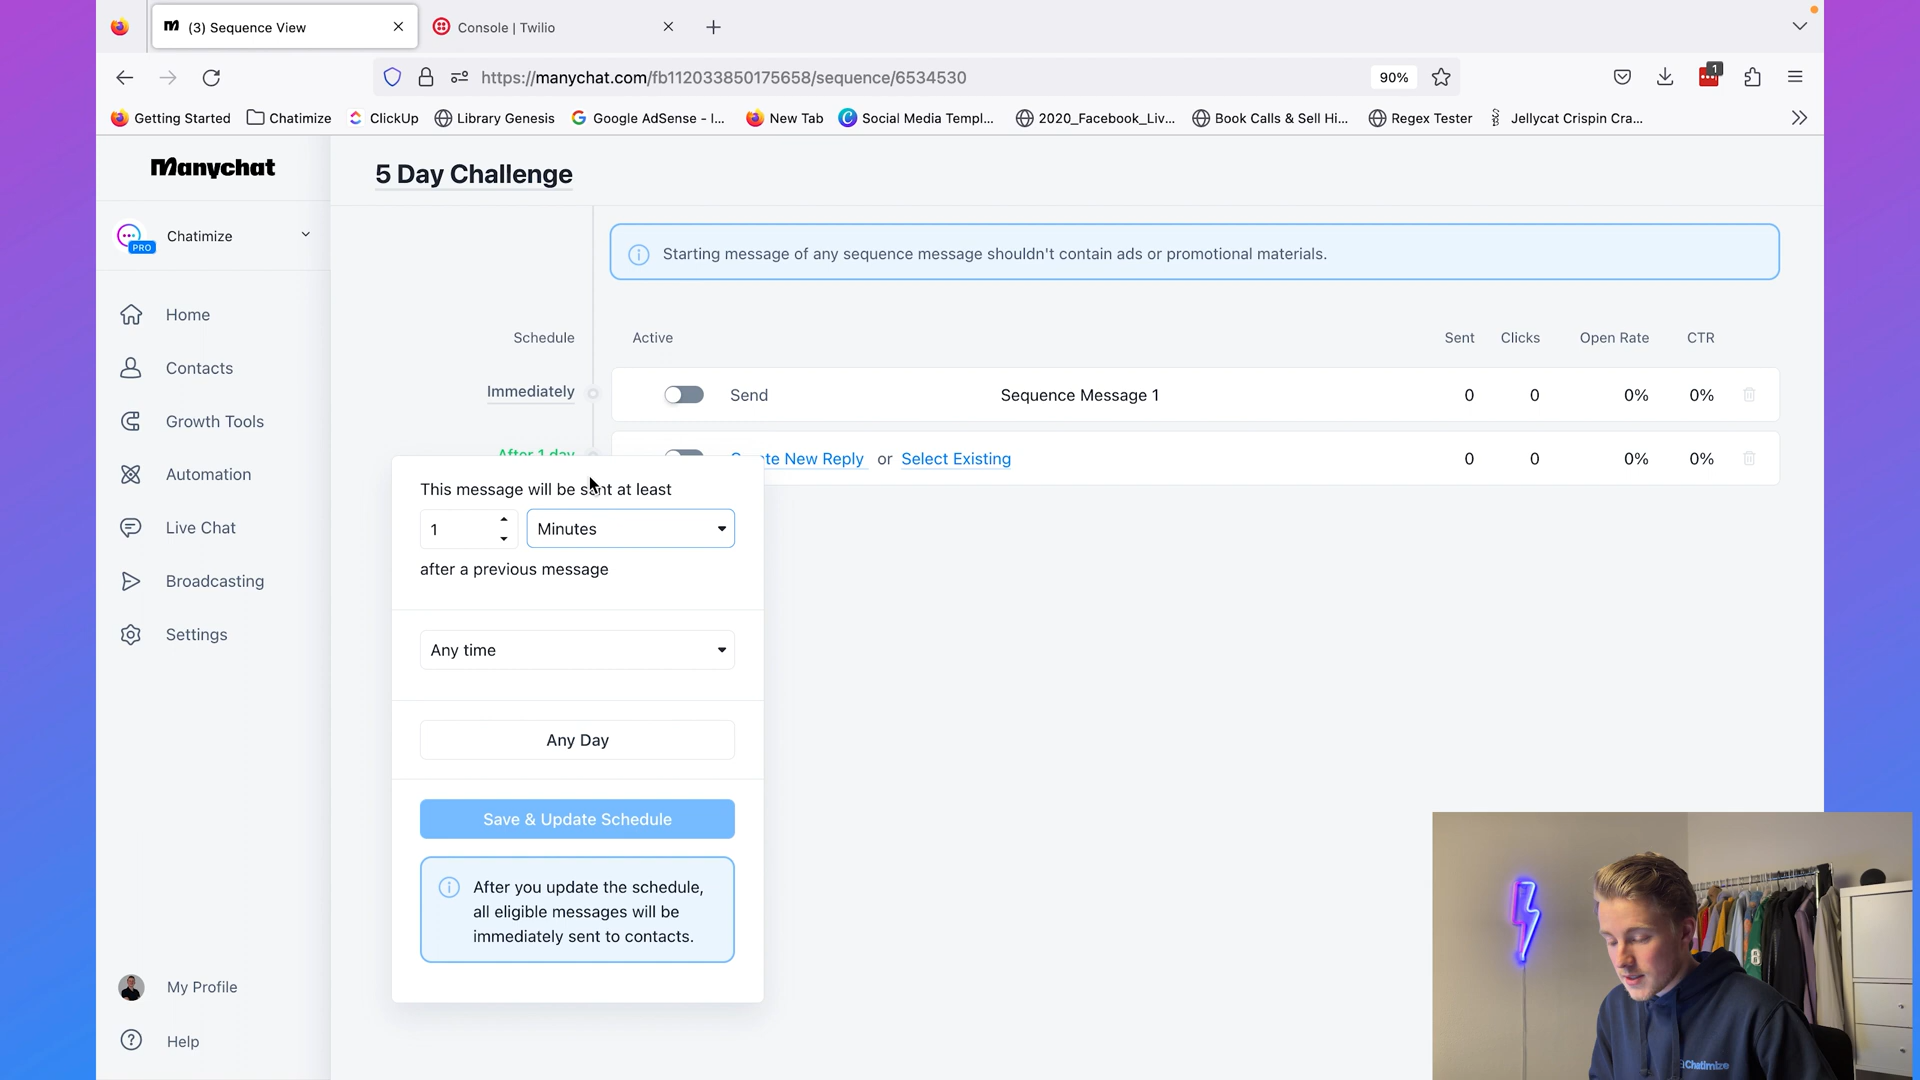 (3) Sequence View
Console | Twilio
https://manychat.com/fb112033850175658/sequence/6534530
90%
1
Getting Started
Chatimize
ClickUp
Library Genesis
Google AdSense - I...
New Tab
Social Media Templ...
2020_Facebook_Liv...
Book Calls & Sell Hi...
Regex Tester
Jellycat Crispin Cra...
Manychat
5 Day Challenge
PRO
Chatimize
Starting message of any sequence message shouldn't contain ads or promotional materials.
Home
Contacts
Growth Tools
Automation
Live Chat
Broadcasting
Settings
My Profile
Help
Schedule
Active
Sent
Clicks
Open Rate
CTR
Immediately
Send
Sequence Message 1
0
0
0%
0%
After 1 day
te New Reply or Select Existing
0
0
0%
0%
This message will be sent at least
1
Minutes
after a previous message
Any time
Any Day
Save & Update Schedule
After you update the schedule,
all eligible messages will be
immediately sent to contacts.
8
Chatimize